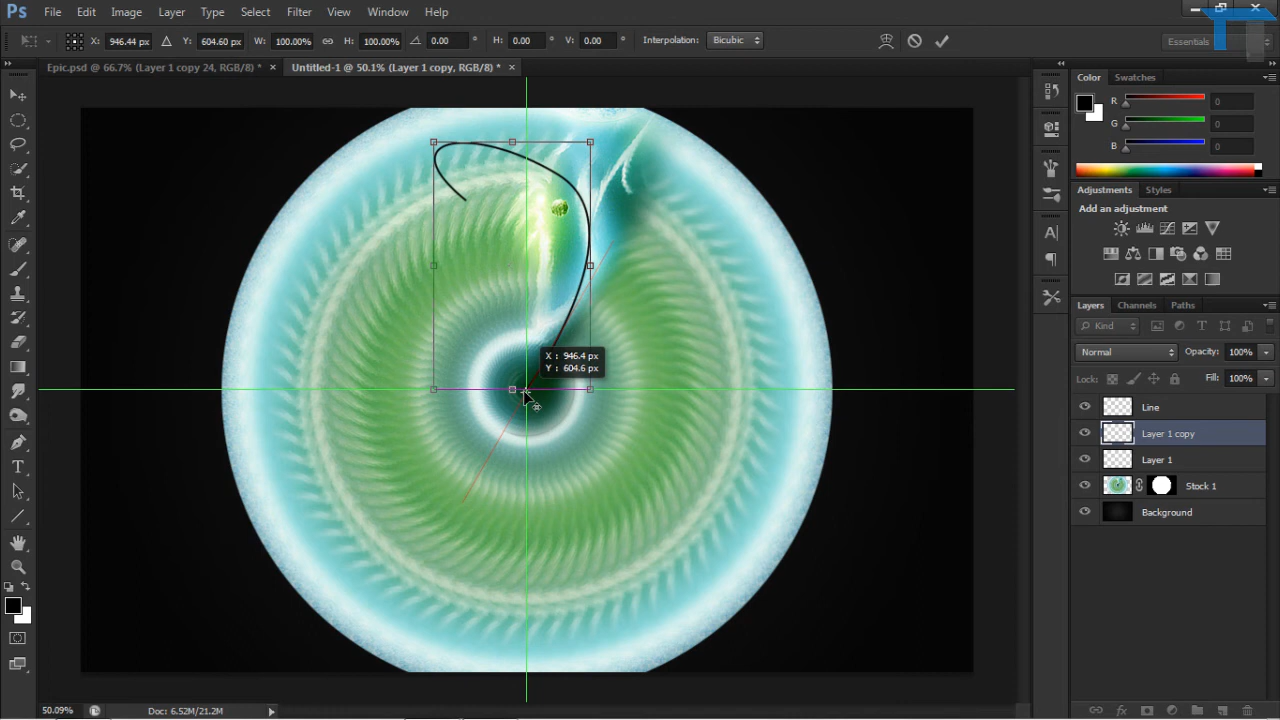 Ps File Edit Image Layer Type Select Filter View Window Help
X: 946.44 px Y: 604.60 px W: 100.00% H: 100.00% 0.00 ° H: 0.00 ° V: 0.00 ° Interpolation: Bicubic Essentials
Epic.psd @ 66.7% (Layer 1 copy 24, RGB/8) * × Untitled-1 @ 50.1% (Layer 1 copy, RGB/8) * ×
Color Swatches
R 0
G 0
B 0
Adjustments Styles
Add an adjustment
Layers Channels Paths
Kind
Normal Opacity: 100%
Lock: Fill: 100%
Line
Layer 1 copy
Layer 1
Stock 1
Background
X : 946.4 px
Y : 604.6 px
50.09% Doc: 6.52M/21.2M